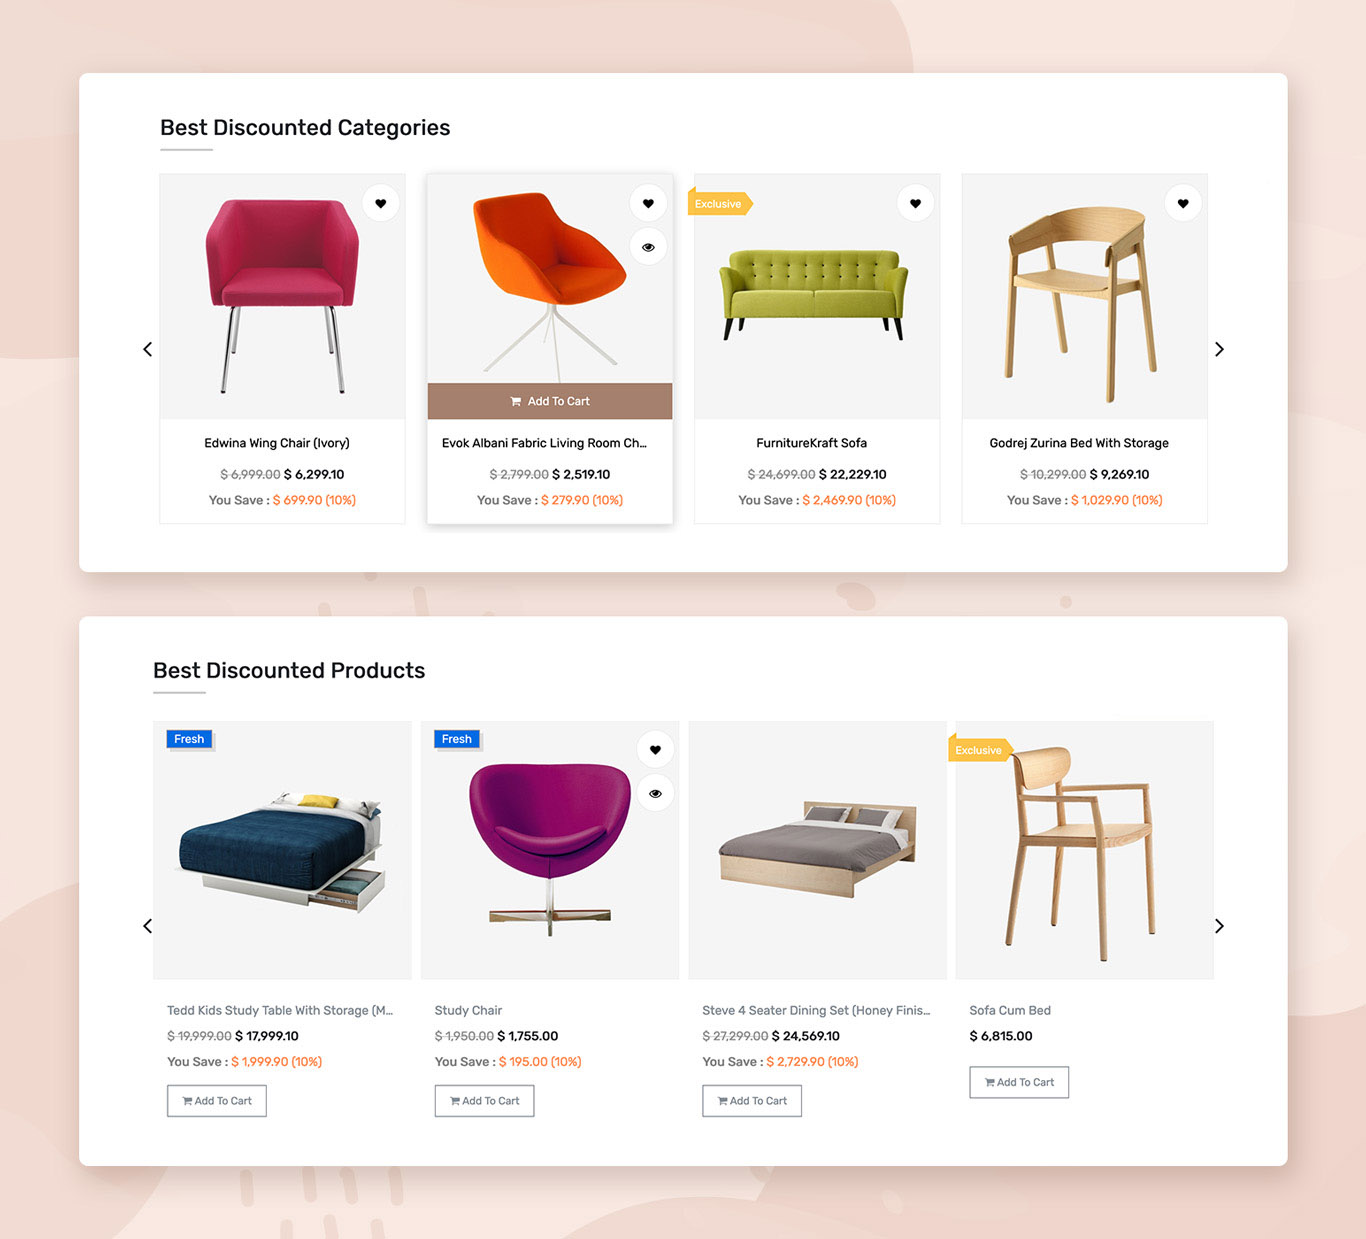 Best Discounted Categories
Exclusive
Add To Cart
Edwina Wing Chair (Ivory)
$ 6,999.00 $ 6,299.10
You Save : $ 699.90 (10%)
Evok Albani Fabric Living Room Ch...
$ 2,799.00 $ 2,519.10
You Save : $ 279.90 (10%)
FurnitureKraft Sofa
$ 24,699.00 $ 22,229.10
You Save : $ 2,469.90 (10%)
Godrej Zurina Bed With Storage
$ 10,299.00 $ 9,269.10
You Save : $ 1,029.90 (10%)
Best Discounted Products
Fresh
Fresh
Exclusive
Tedd Kids Study Table With Storage (M...
$ 19,999.00 $ 17,999.10
You Save : $ 1,999.90 (10%)
Add To Cart
Study Chair
$ 1,950.00 $ 1,755.00
You Save : $ 195.00 (10%)
Add To Cart
Steve 4 Seater Dining Set (Honey Finis...
$ 27,299.00 $ 24,569.10
You Save : $ 2,729.90 (10%)
Add To Cart
Sofa Cum Bed
$ 6,815.00
Add To Cart